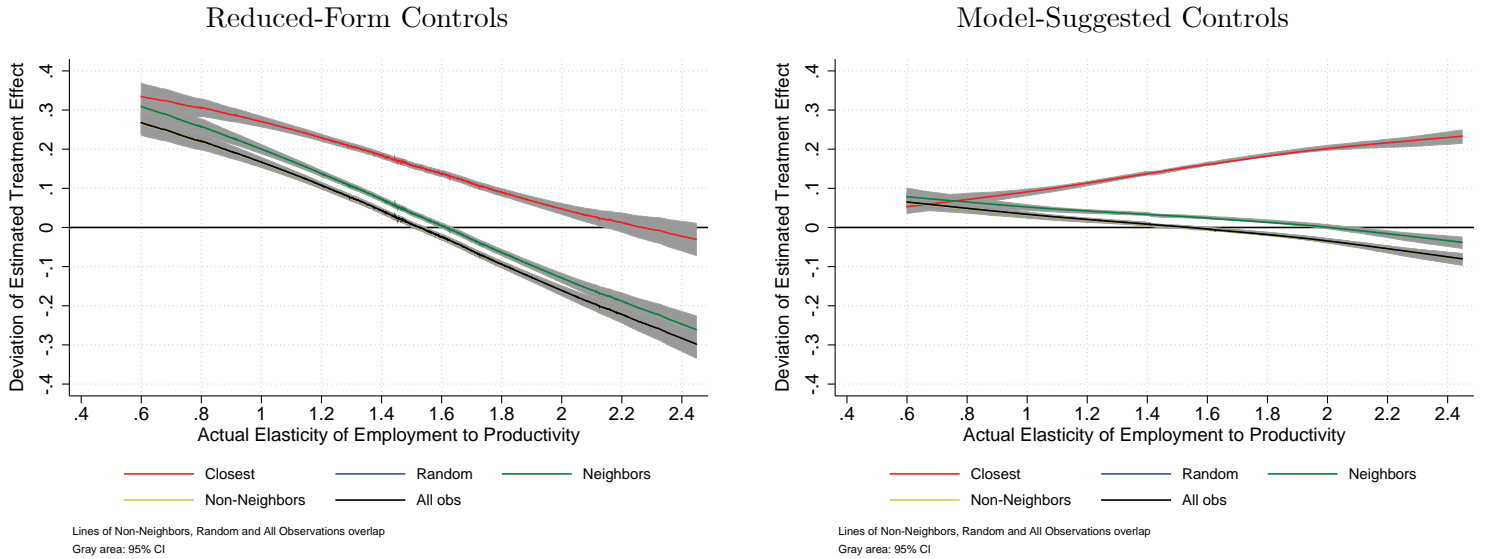 Reduced-Form Controls
Deviation of Estimated Treatment Effect
.4
.3
.2
.1
0
-.1
-.2
-.3
-.4
.4 .6 .8 1 1.2 1.4 1.6 1.8 2 2.2 2.4
Actual Elasticity of Employment to Productivity
Closest Random Neighbors
Non-Neighbors All obs
Lines of Non-Neighbors, Random and All Observations overlap
Gray area: 95% CI
Model-Suggested Controls
Deviation of Estimated Treatment Effect
.4
.3
.2
.1
0
-.1
-.2
-.3
-.4
.4 .6 .8 1 1.2 1.4 1.6 1.8 2 2.2 2.4
Actual Elasticity of Employment to Productivity
Closest Random Neighbors
Non-Neighbors All obs
Lines of Non-Neighbors, Random and All Observations overlap
Gray area: 95% CI